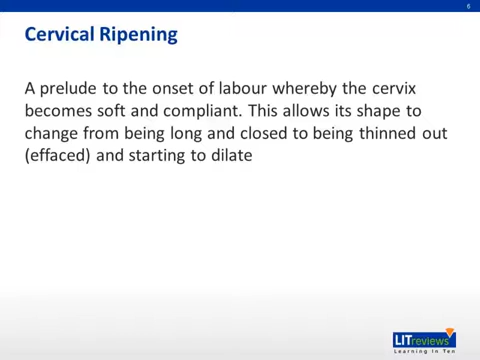 6
Cervical Ripening
A prelude to the onset of labour whereby the cervix
becomes soft and compliant. This allows its shape to
change from being long and closed to being thinned out
(effaced) and starting to dilate
LITreviews
Learning In Ten